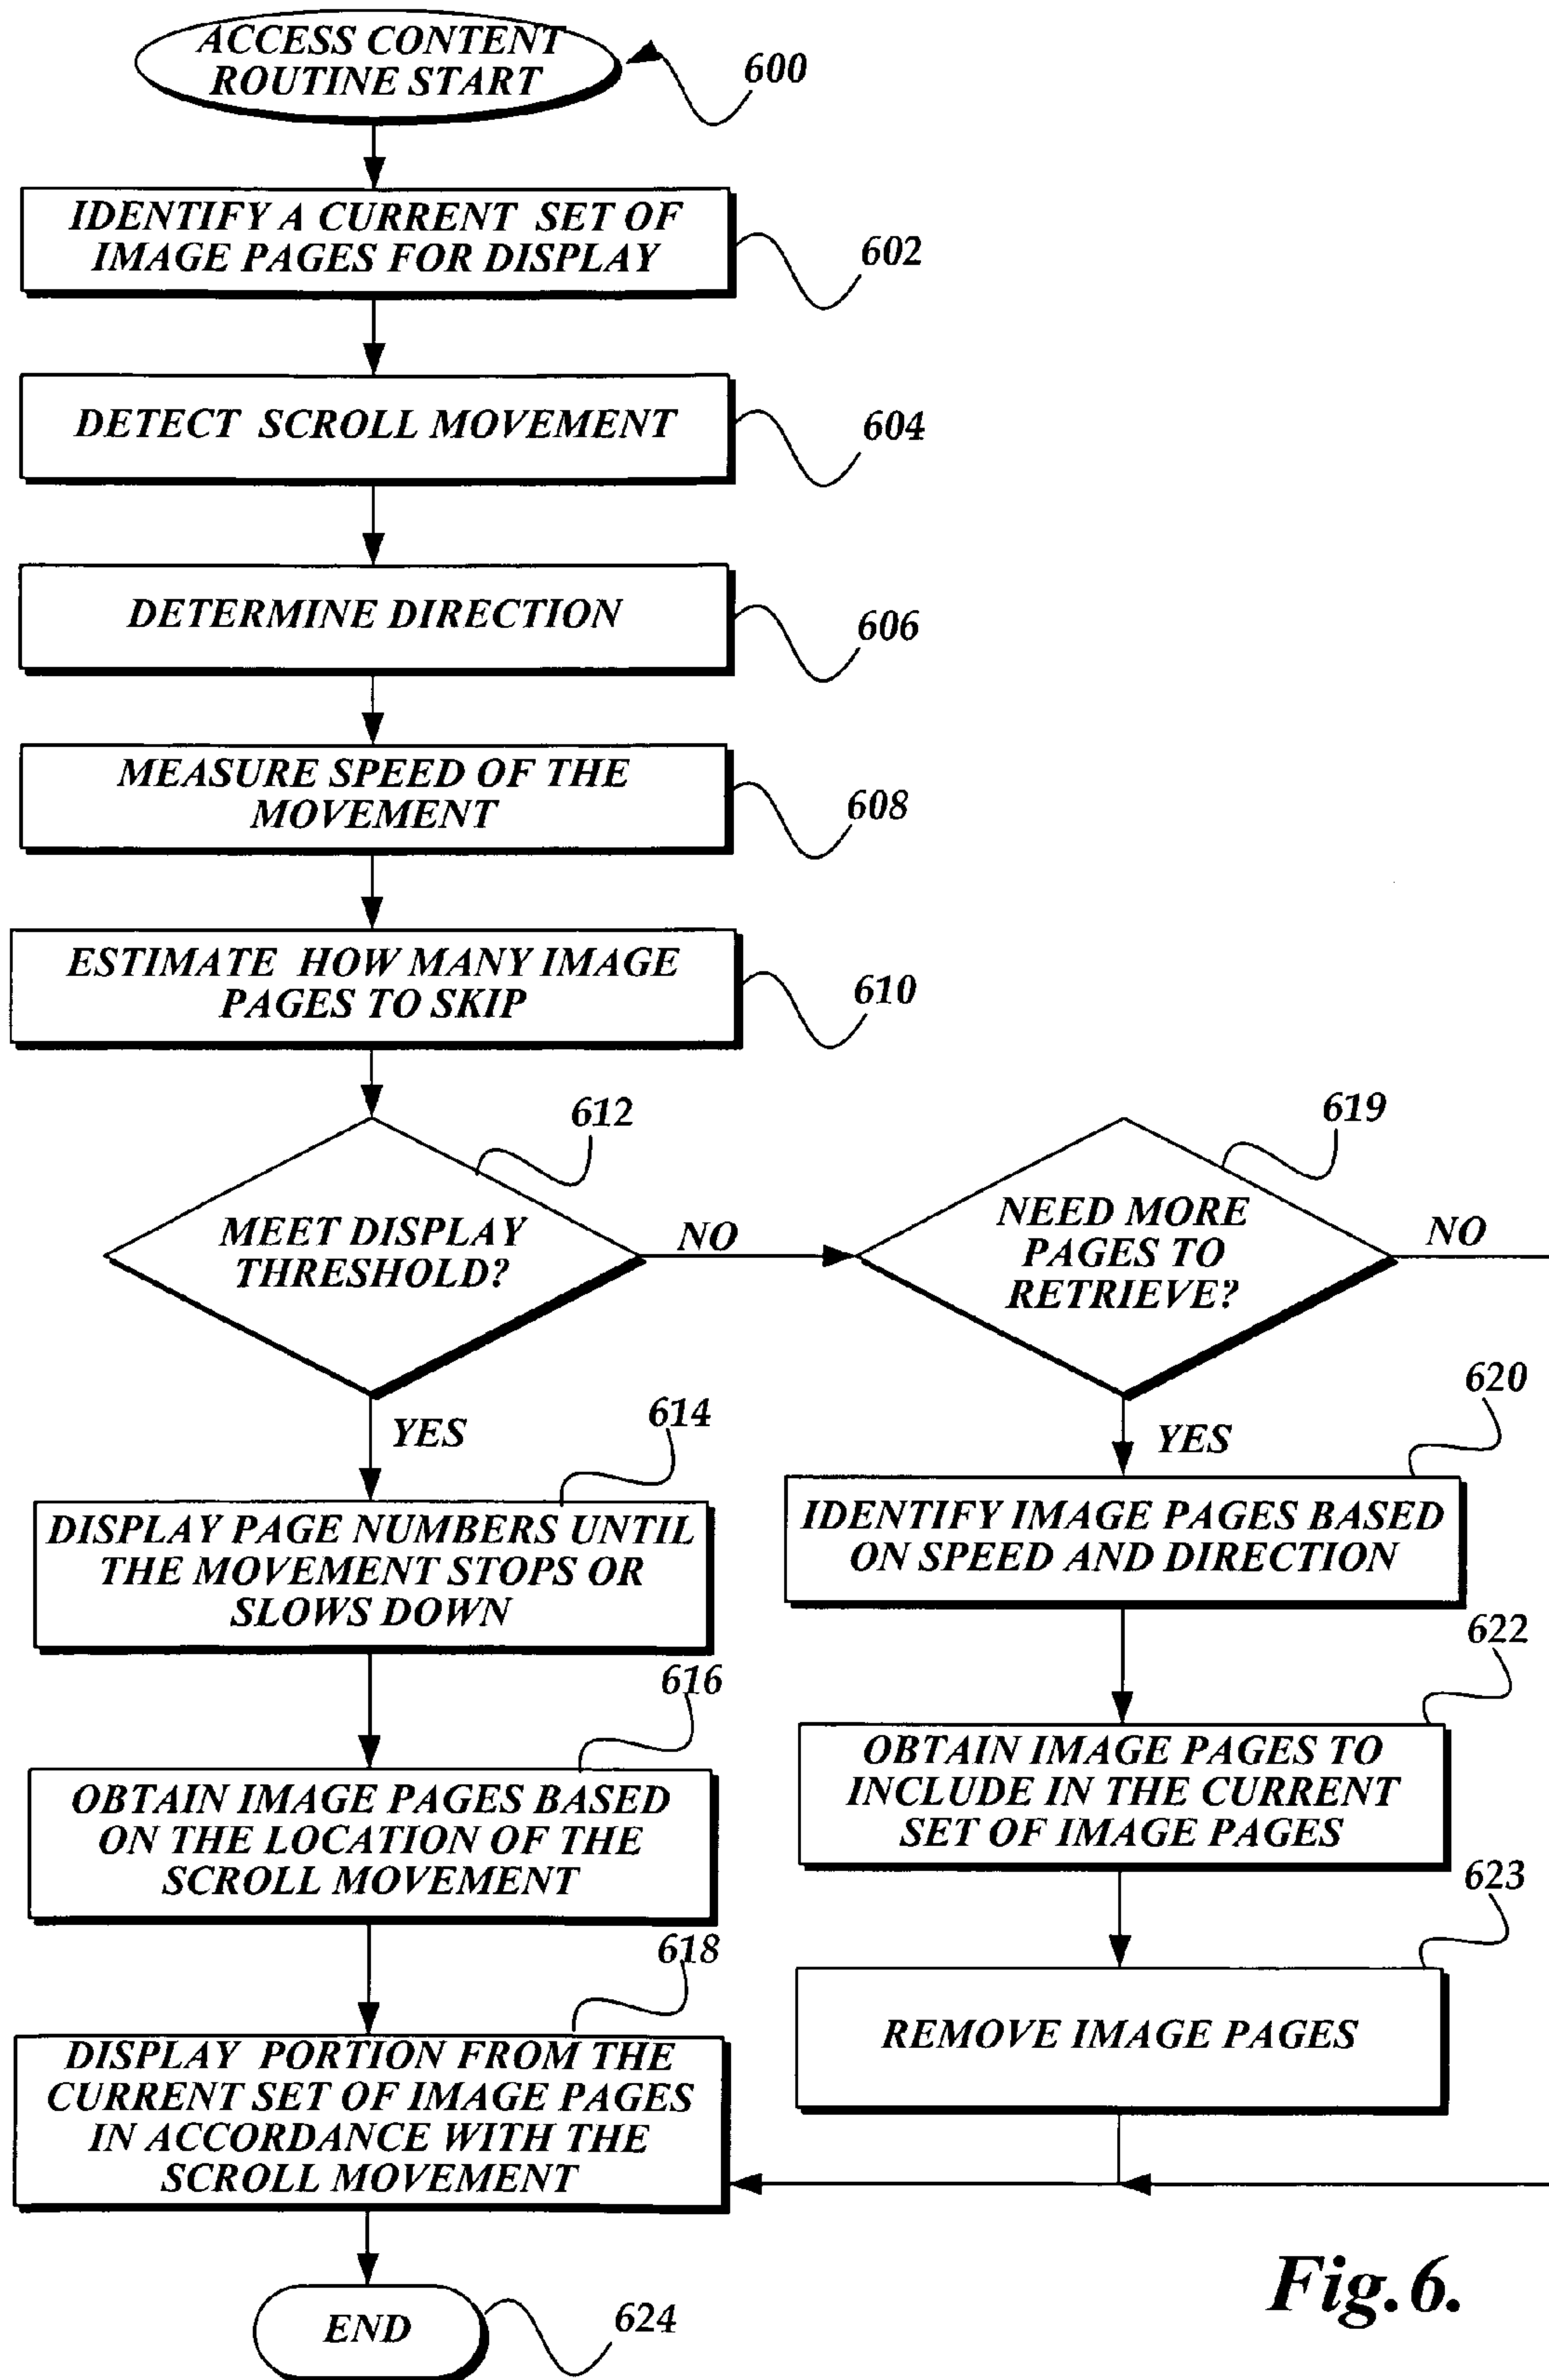 ACCESS CONTENT
ROUTINE START
600
IDENTIFY A CURRENT SET OF
IMAGE PAGES FOR DISPLAY
602
DETECT SCROLL MOVEMENT
604
DETERMINE DIRECTION
606
MEASURE SPEED OF THE
MOVEMENT
608
ESTIMATE HOW MANY IMAGE
PAGES TO SKIP
610
612
MEET DISPLAY
THRESHOLD?
NO
619
NEED MORE
PAGES TO
RETRIEVE?
NO
YES
614
DISPLAY PAGE NUMBERS UNTIL
THE MOVEMENT STOPS OR
SLOWS DOWN
616
OBTAIN IMAGE PAGES BASED
ON THE LOCATION OF THE
SCROLL MOVEMENT
618
DISPLAY PORTION FROM THE
CURRENT SET OF IMAGE PAGES
IN ACCORDANCE WITH THE
SCROLL MOVEMENT
YES
620
IDENTIFY IMAGE PAGES BASED
ON SPEED AND DIRECTION
622
OBTAIN IMAGE PAGES TO
INCLUDE IN THE CURRENT
SET OF IMAGE PAGES
623
REMOVE IMAGE PAGES
END
624
Fig.6.